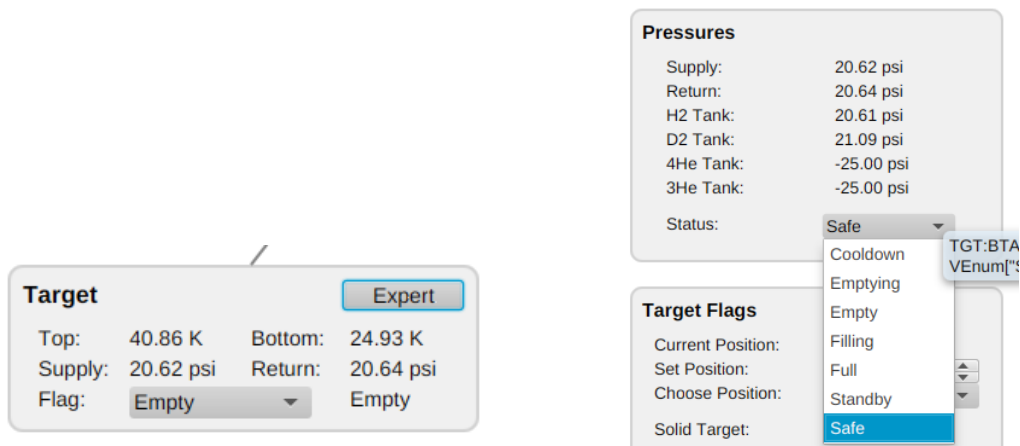 Target Expert
Top: 40.86 K Bottom: 24.93 K
Supply: 20.62 psi Return: 20.64 psi
Flag: Empty Empty
Pressures
Supply: 20.62 psi
Return: 20.64 psi
H2 Tank: 20.61 psi
D2 Tank: 21.09 psi
4He Tank: -25.00 psi
3He Tank: -25.00 psi
Status: Safe
Cooldown
Emptying
Empty
Filling
Full
Standby
Safe
TGT:BTA
VEnum["S
Target Flags
Current Position:
Set Position:
Choose Position:
Solid Target: